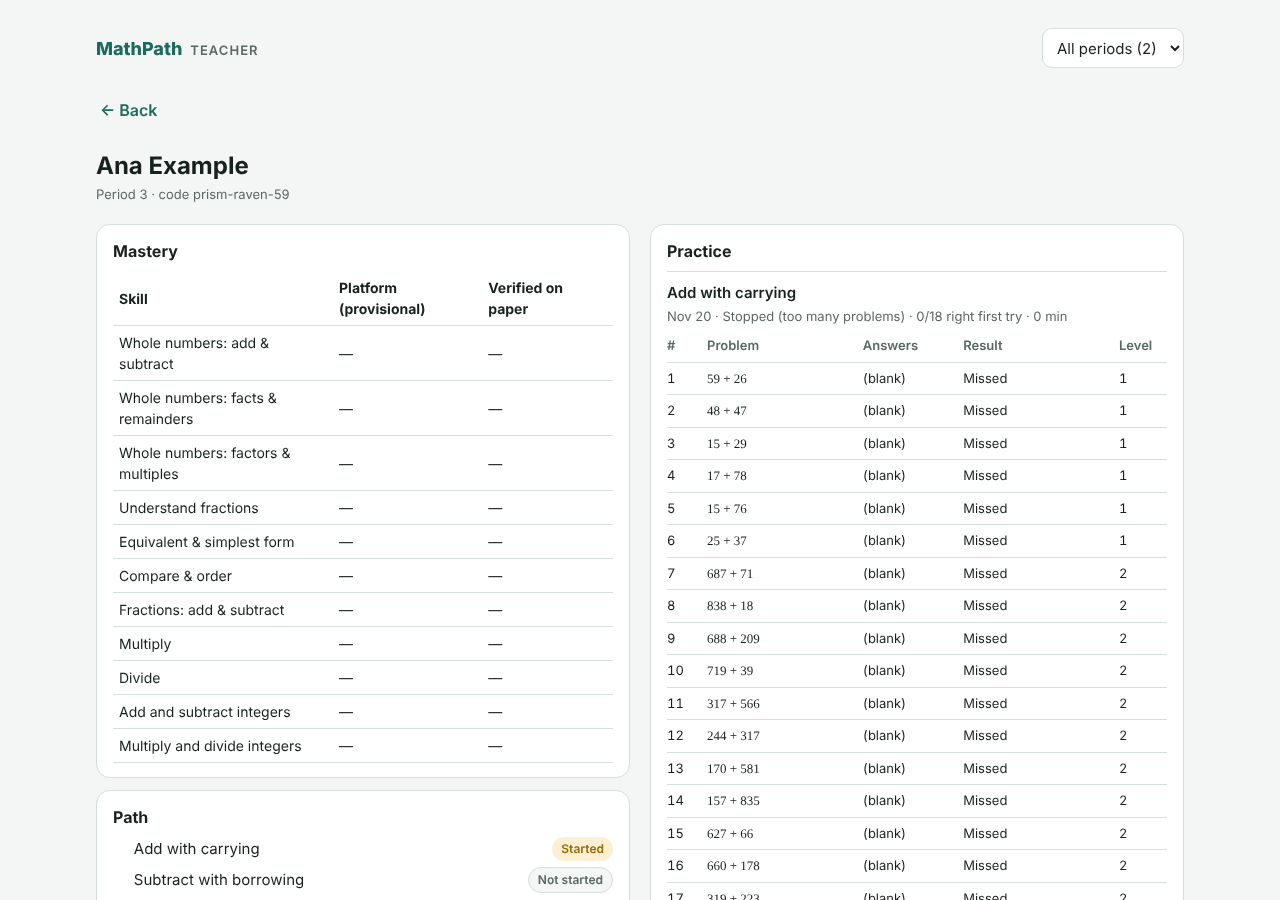 MathPath TEACHER
All periods (2)
← Back
Ana Example
Period 3 · code prism-raven-59
Mastery
Skill Platform (provisional) Verified on paper
Whole numbers: add & subtract — —
Whole numbers: facts & remainders — —
Whole numbers: factors & multiples — —
Understand fractions — —
Equivalent & simplest form — —
Compare & order — —
Fractions: add & subtract — —
Multiply — —
Divide — —
Add and subtract integers — —
Multiply and divide integers — —
Path
Add with carrying Started
Subtract with borrowing Not started
Practice
Add with carrying
Nov 20 · Stopped (too many problems) · 0/18 right first try · 0 min
# Problem Answers Result Level
1 59 + 26 (blank) Missed 1
2 48 + 47 (blank) Missed 1
3 15 + 29 (blank) Missed 1
4 17 + 78 (blank) Missed 1
5 15 + 76 (blank) Missed 1
6 25 + 37 (blank) Missed 1
7 687 + 71 (blank) Missed 2
8 838 + 18 (blank) Missed 2
9 688 + 209 (blank) Missed 2
10 719 + 39 (blank) Missed 2
11 317 + 566 (blank) Missed 2
12 244 + 317 (blank) Missed 2
13 170 + 581 (blank) Missed 2
14 157 + 835 (blank) Missed 2
15 627 + 66 (blank) Missed 2
16 660 + 178 (blank) Missed 2
17 319 + 223 (blank) Missed 2